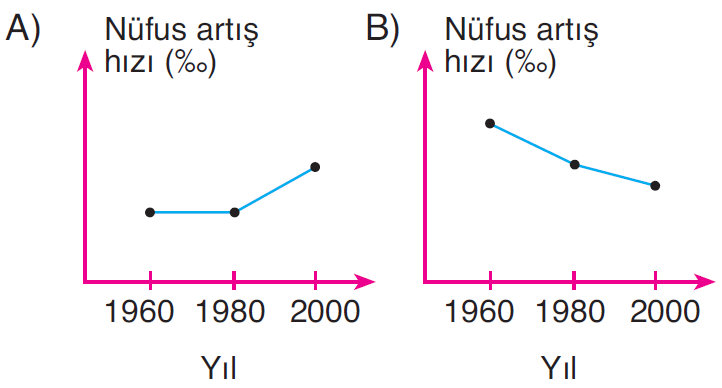 A) Nüfus artış
hızı (‰)
1960 1980 2000
Yıl
B) Nüfus artış
hızı (‰)
1960 1980 2000
Yıl